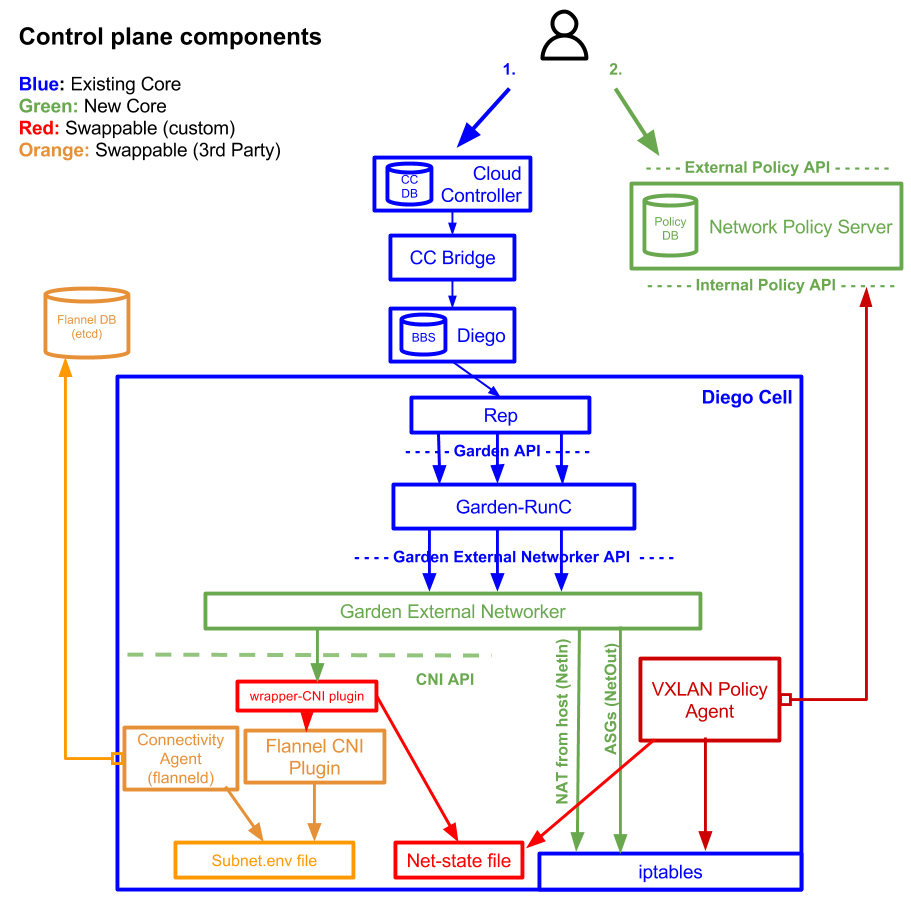 Control plane components
Blue: Existing Core
Green: New Core
Red: Swappable (custom)
Orange: Swappable (3rd Party)
1.
2.
CC
DB
Cloud
Controller
External Policy API
Policy
DB
Network Policy Server
Internal Policy API
CC Bridge
Flannel DB
(etcd)
BBS
Diego
Diego Cell
Rep
Garden API
Garden-RunC
Garden External Networker API
Garden External Networker
CNI API
NAT from host (NetIn)
ASGs (NetOut)
wrapper-CNI plugin
VXLAN Policy
Agent
Connectivity
Agent
(flanneld)
Flannel CNI
Plugin
Subnet.env file
Net-state file
iptables